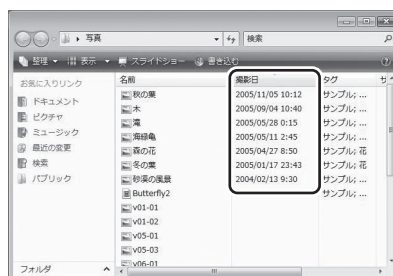 写真
検索
整理 表示 スライドショー 書き込む
お気に入りリンク
ドキュメント
ピクチャ
ミュージック
最近の変更
検索
パブリック
フォルダ
名前 撮影日 タグ サ
秋の葉 2005/11/05 10:12 サンプル; ...
木 2005/09/04 10:40 サンプル; ...
滝 2005/05/28 0:15 サンプル; ...
海緑亀 2005/05/11 2:45 サンプル; ...
森の花 2005/04/27 8:50 サンプル; 花
冬の葉 2005/01/17 23:43 サンプル; 花
砂漠の風景 2004/02/13 9:30 サンプル; ...
Butterfly2
v01-01
v01-02
v05-01
v05-03
v06-01